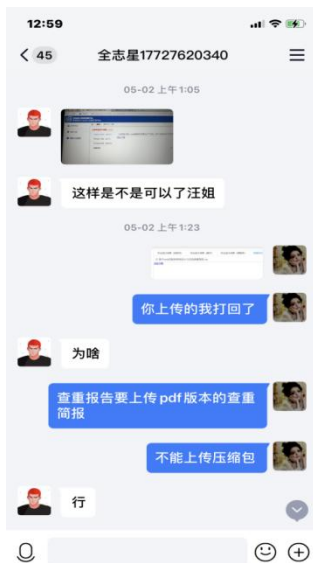 12:59
45
全志星17727620340
05-02 上午1:05
这样是不是可以了汪姐
05-02 上午1:23
你上传的我打回了
为啥
查重报告要上传pdf版本的查重
简报
不能上传压缩包
行